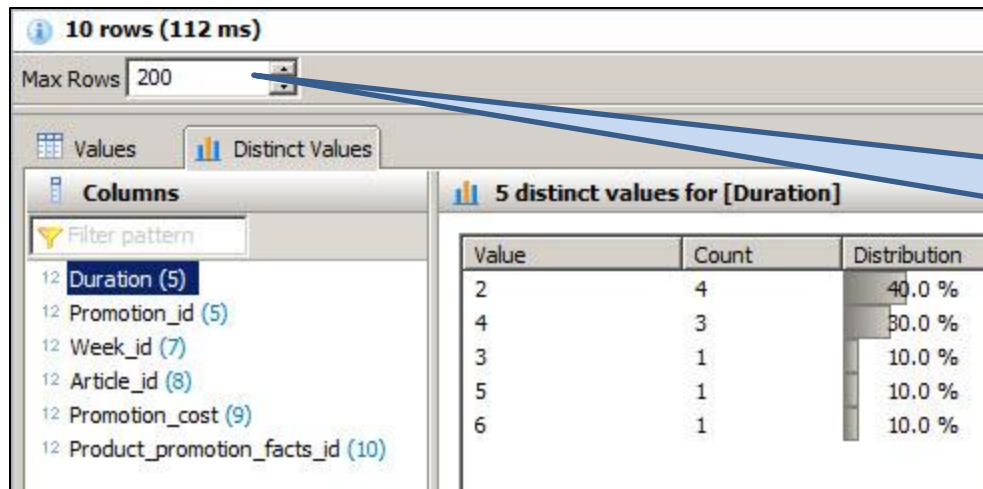 10 rows (112 ms)
Max Rows 200
Values Distinct Values
Columns
Filter pattern
12 Duration (5)
12 Promotion_id (5)
12 Week_id (7)
12 Article_id (8)
12 Promotion_cost (9)
12 Product_promotion_facts_id (10)
5 distinct values for [Duration]
Value Count Distribution
2 4 40.0 %
4 3 30.0 %
3 1 10.0 %
5 1 10.0 %
6 1 10.0 %